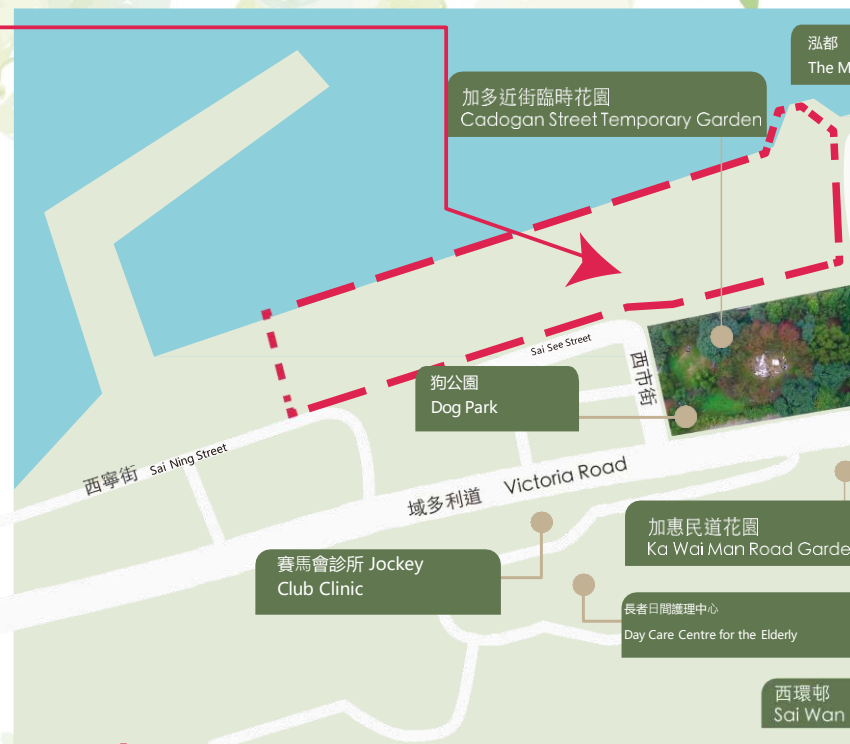 泓都
The M
加多近街臨時花園
Cadogan Street Temporary Garden
Sai See Street
西市街
狗公園
Dog Park
西寧街 Sai Ning Street
域多利道 Victoria Road
加惠民道花園
Ka Wai Man Road Garde
賽馬會診所 Jockey
Club Clinic
長者日間護理中心
Day Care Centre for the Elderly
西環邨
Sai Wan